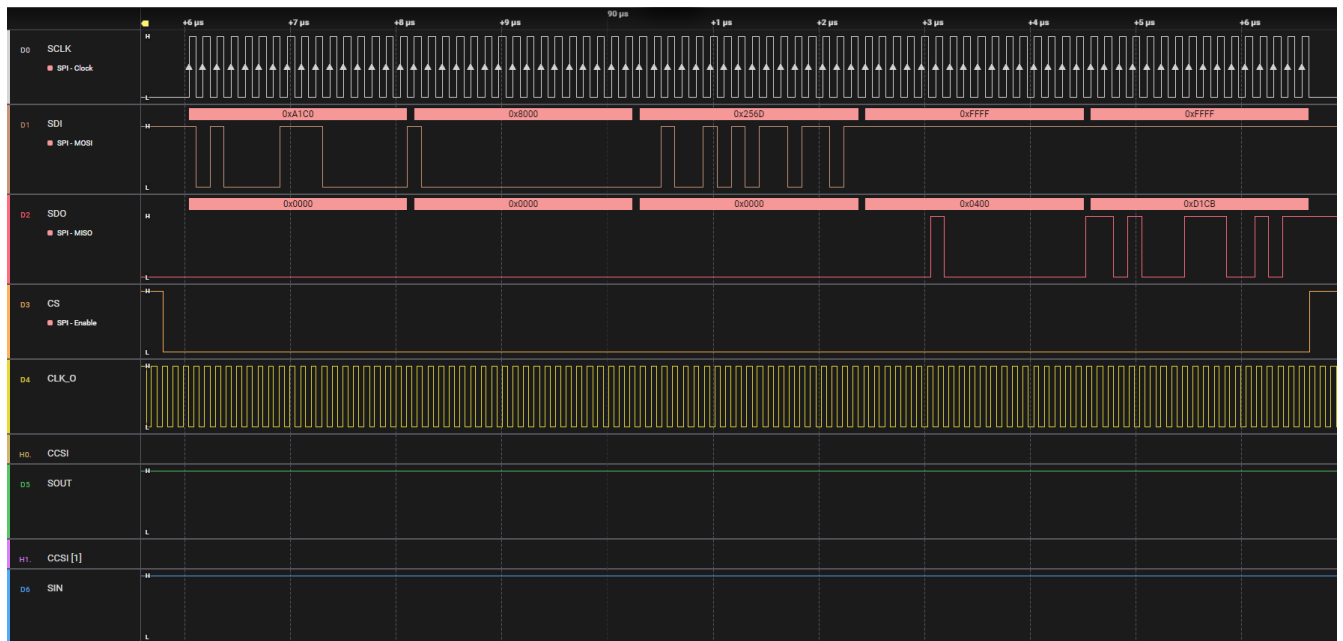 90 µs
+6 µs +7 µs +8 µs +9 µs +1 µs +2 µs +3 µs +4 µs +5 µs +6 µs
D0 SCLK H
SPI - Clock
L
0xA1C0 0x8000 0x256D 0xFFFF 0xFFFF
D1 SDI H
SPI - MOSI
L
0x0000 0x0000 0x0000 0x0400 0xD1CB
D2 SDO H
SPI - MISO
L
D3 CS H
SPI - Enable
L
D4 CLK_O H
L
H0. CCSI
D5 SOUT H
L
H1. CCSI [1]
D6 SIN H
L